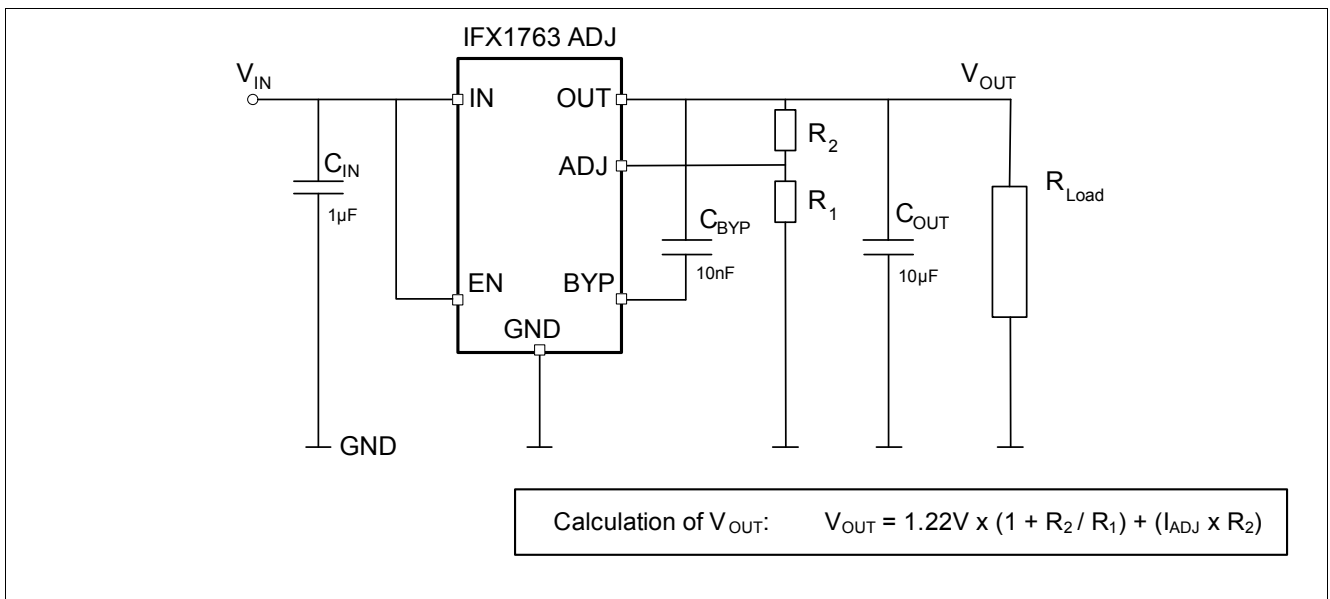 IFX1763 ADJ
V_IN
V_OUT
IN
OUT
R_2
ADJ
C_IN
1µF
R_1
R_Load
C_BYP
10nF
C_OUT
10µF
EN
BYP
GND
GND
Calculation of V_OUT: V_OUT = 1.22V x (1 + R_2 / R_1) + (I_ADJ x R_2)